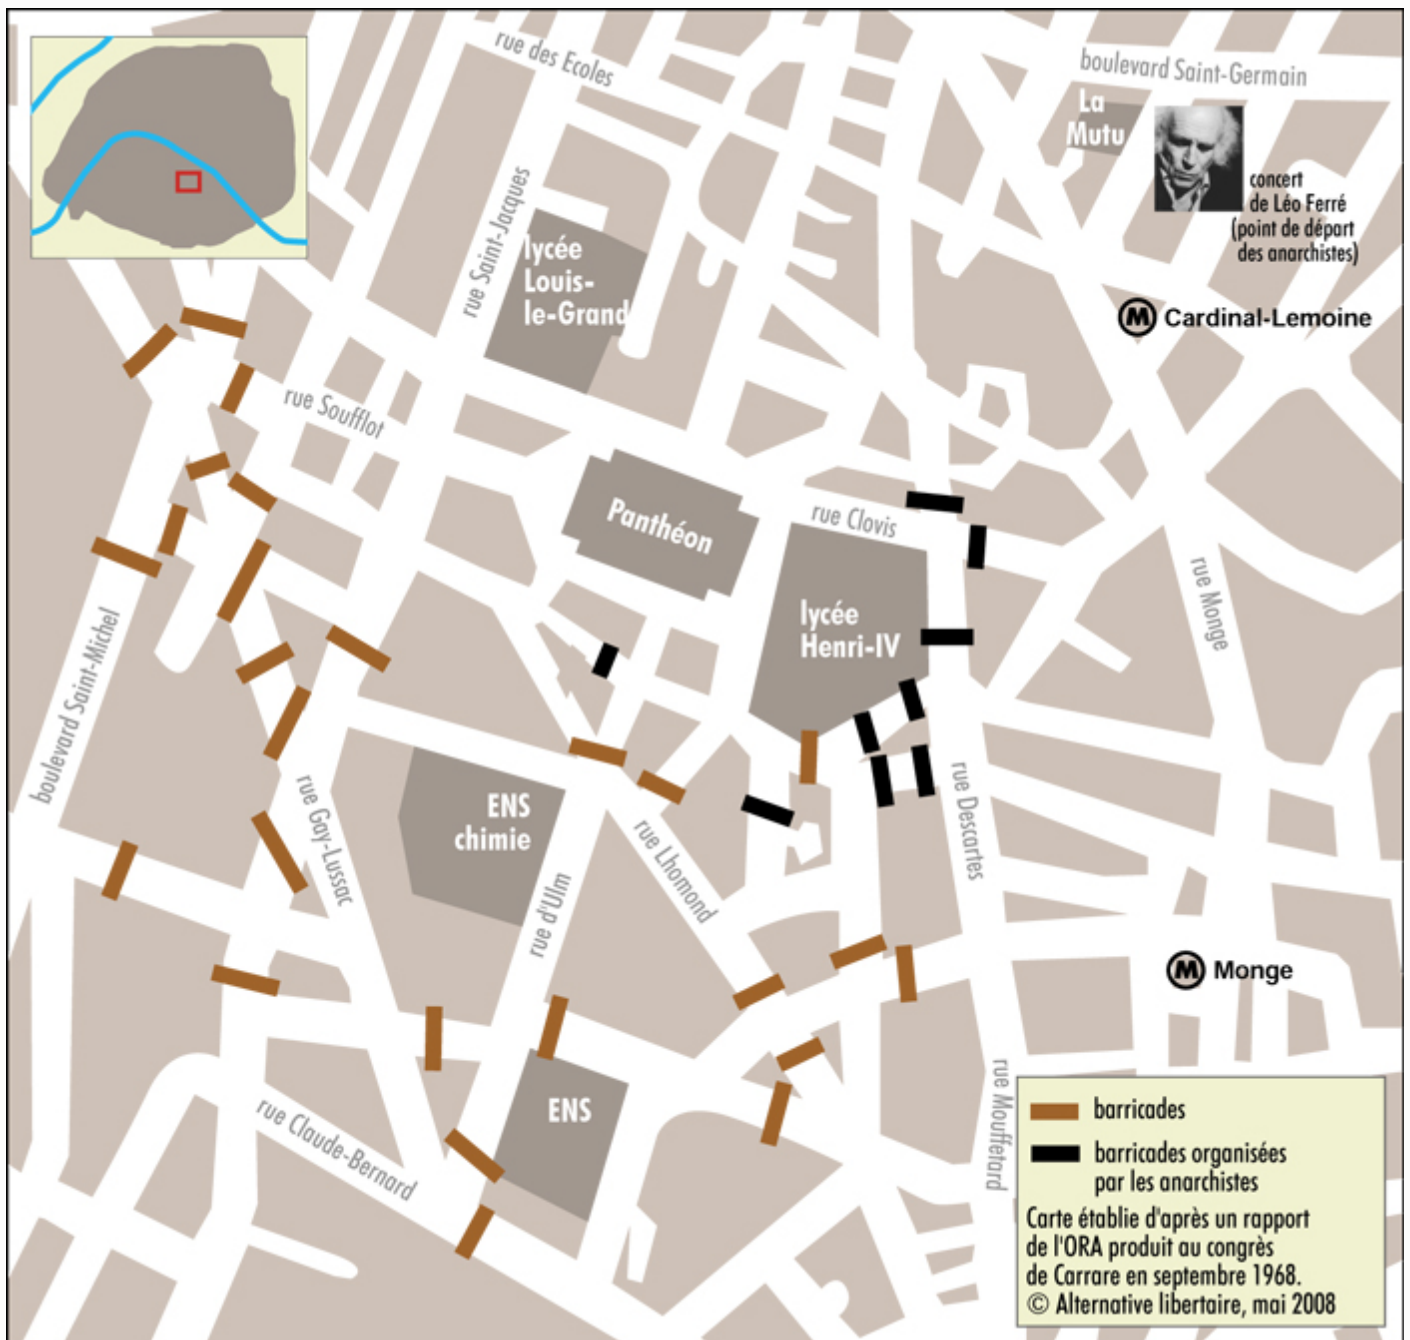 rue des Ecoles
boulevard Saint-Germain
La
Mutu
concert
de Léo Ferré
(point de départ
des anarchistes)
rue Saint-Jacques
lycée
Louis-
le-Grand
M Cardinal-Lemoine
rue Soufflot
Panthéon
rue Clovis
lycée
Henri-IV
rue Monge
boulevard Saint-Michel
rue Gay-Lussac
ENS
chimie
rue d'Ulm
rue Lhomond
rue Descartes
M Monge
rue Claude-Bernard
ENS
rue Mouffetard
barricades
barricades organisées
par les anarchistes
Carte établie d'après un rapport
de l'ORA produit au congrès
de Carrare en septembre 1968.
© Alternative libertaire, mai 2008